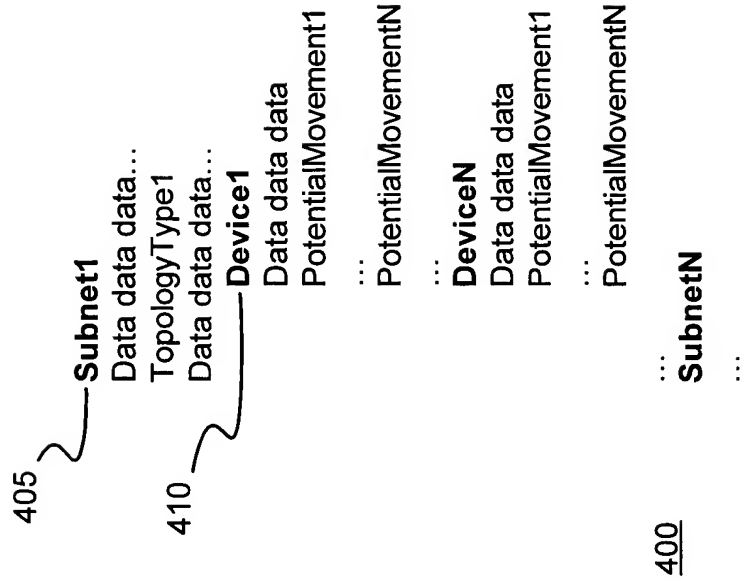 405
Subnet1
Data data data...
TopologyType1
Data data data...
410
Device1
Data data data
PotentialMovement1
...
PotentialMovementN
...
DeviceN
Data data data
PotentialMovement1
...
PotentialMovementN
...
SubnetN
...
400